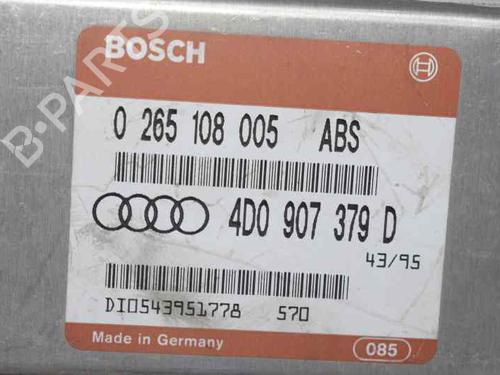 BOSCH
0 265 108 005 ABS
4D0 907 379 D
43/95
DI0543951778 570
Made in Germany 085
B-PARTS